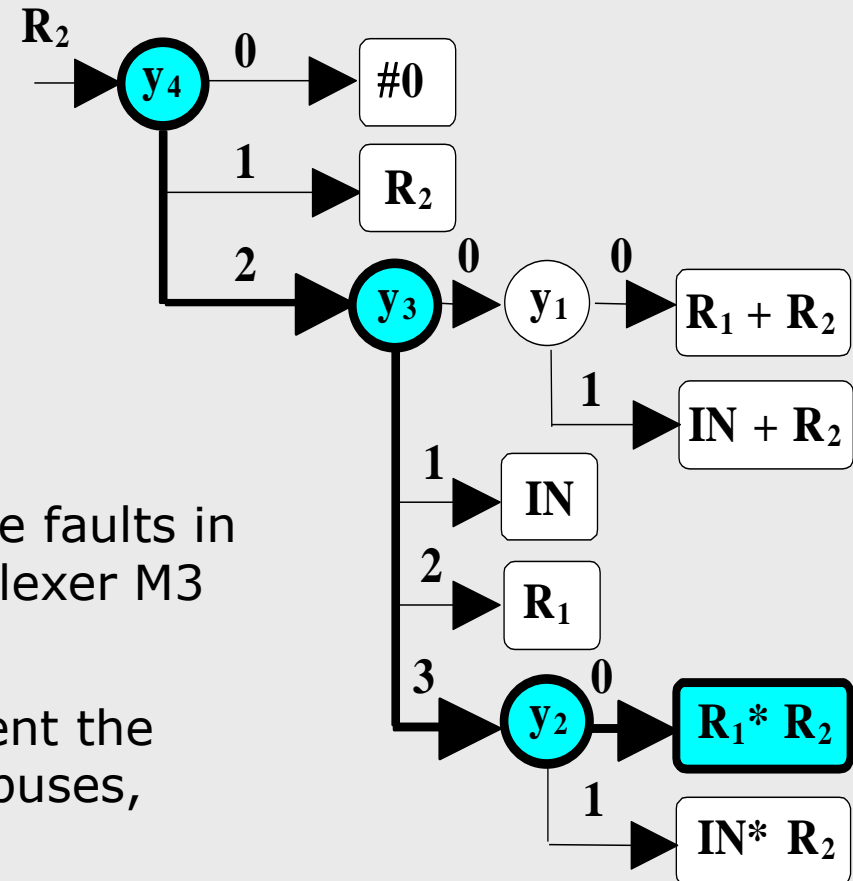 R₂
y₄
0
#0
1
R₂
2
y₃
0
y₁
0
R₁ + R₂
1
IN + R₂
1
IN
e faults in
2
R₁
lexer M3
3
y₂
0
R₁* R₂
ent the
buses,
1
IN* R₂